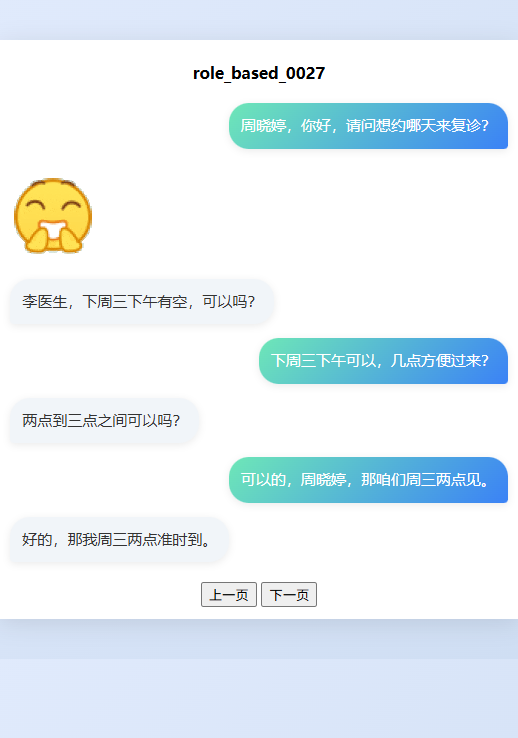 role_based_0027
周晓婷，你好，请问想约哪天来复诊？
李医生，下周三下午有空，可以吗？
下周三下午可以，几点方便过来？
两点到三点之间可以吗？
可以的，周晓婷，那咱们周三两点见。
好的，那我周三两点准时到。
上一页 下一页